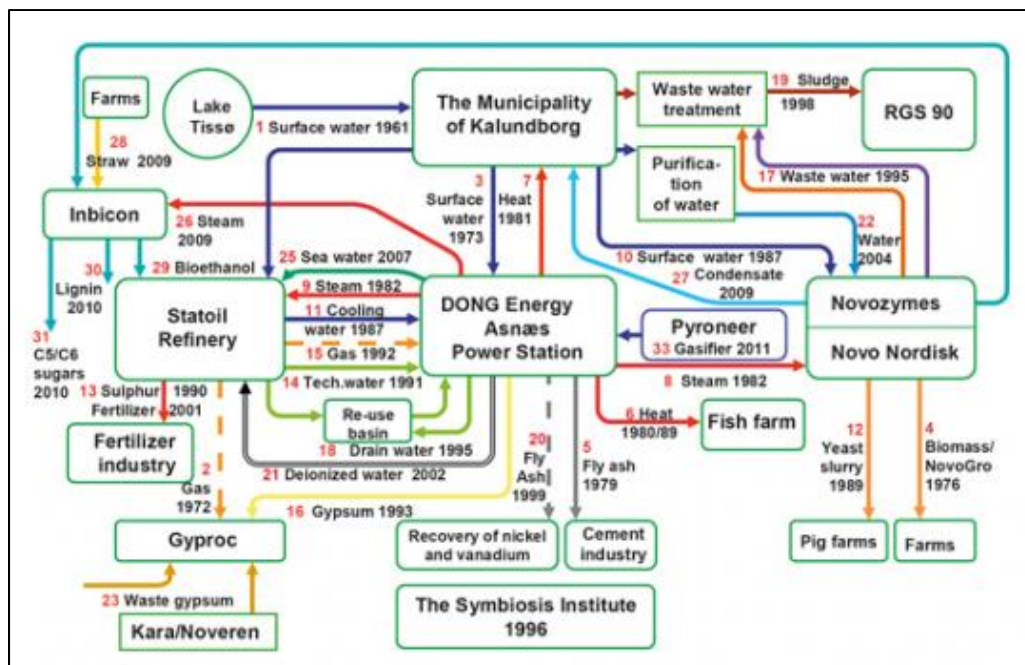 Farms
Lake
Tissø
The Municipality
of Kalundborg
Waste water
treatment
19 Sludge
1998
RGS 90
1 Surface water 1961
28
Straw 2009
Purifica-
tion
of water
17 Waste water 1995
Inbicon
26 Steam
2009
3
Surface
water
1973
7
Heat
1981
22
Water
2004
10 Surface water 1987
27 Condensate
2009
25 Sea water 2007
30
Lignin
2010
29 Bioethanol
9 Steam 1982
11 Cooling
water 1987
Statoil
Refinery
DONG Energy
Asnæs
Power Station
Pyroneer
33 Gasifier 2011
Novozymes
Novo Nordisk
31
C5/C6
sugars
2010
15 Gas 1992
14 Tech.water 1991
8 Steam 1982
13 Sulphur 1990
Fertilizer 2001
Re-use
basin
6 Heat
1980/89
Fish farm
Fertilizer
industry
18 Drain water 1995
21 Deionized water 2002
2
Gas
1972
20
Fly
Ash
1999
5
Fly ash
1979
12
Yeast
slurry
1989
4
Biomass/
NovoGro
1976
16 Gypsum 1993
Gyproc
Recovery of nickel
and vanadium
Cement
industry
Pig farms
Farms
23 Waste gypsum
Kara/Noveren
The Symbiosis Institute
1996